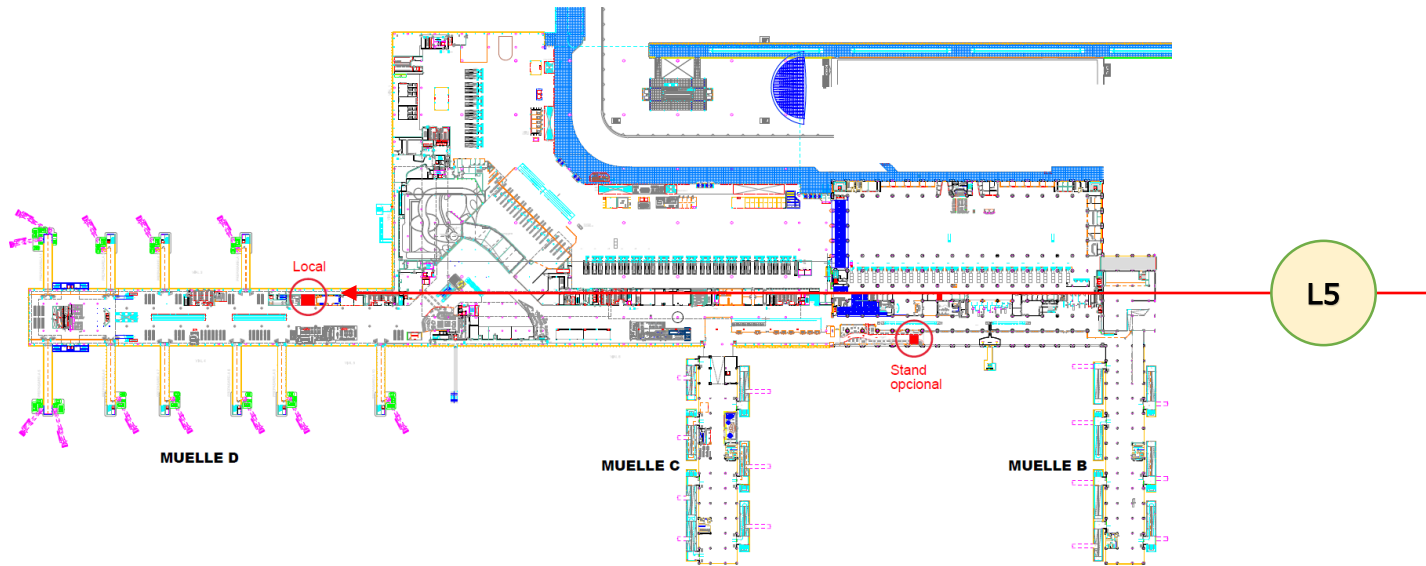 Local
L5
Stand
opcional
MUELLE D
MUELLE C
MUELLE B